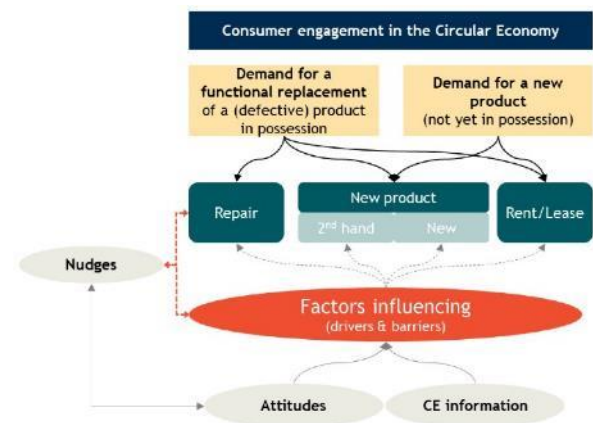 Consumer engagement in the Circular Economy
Demand for a
functional replacement
of a (defective) product
in possession
Demand for a new
product
(not yet in possession)
Repair
New product
2nd hand
New
Rent/Lease
Nudges
Factors influencing
(drivers & barriers)
Attitudes
CE information